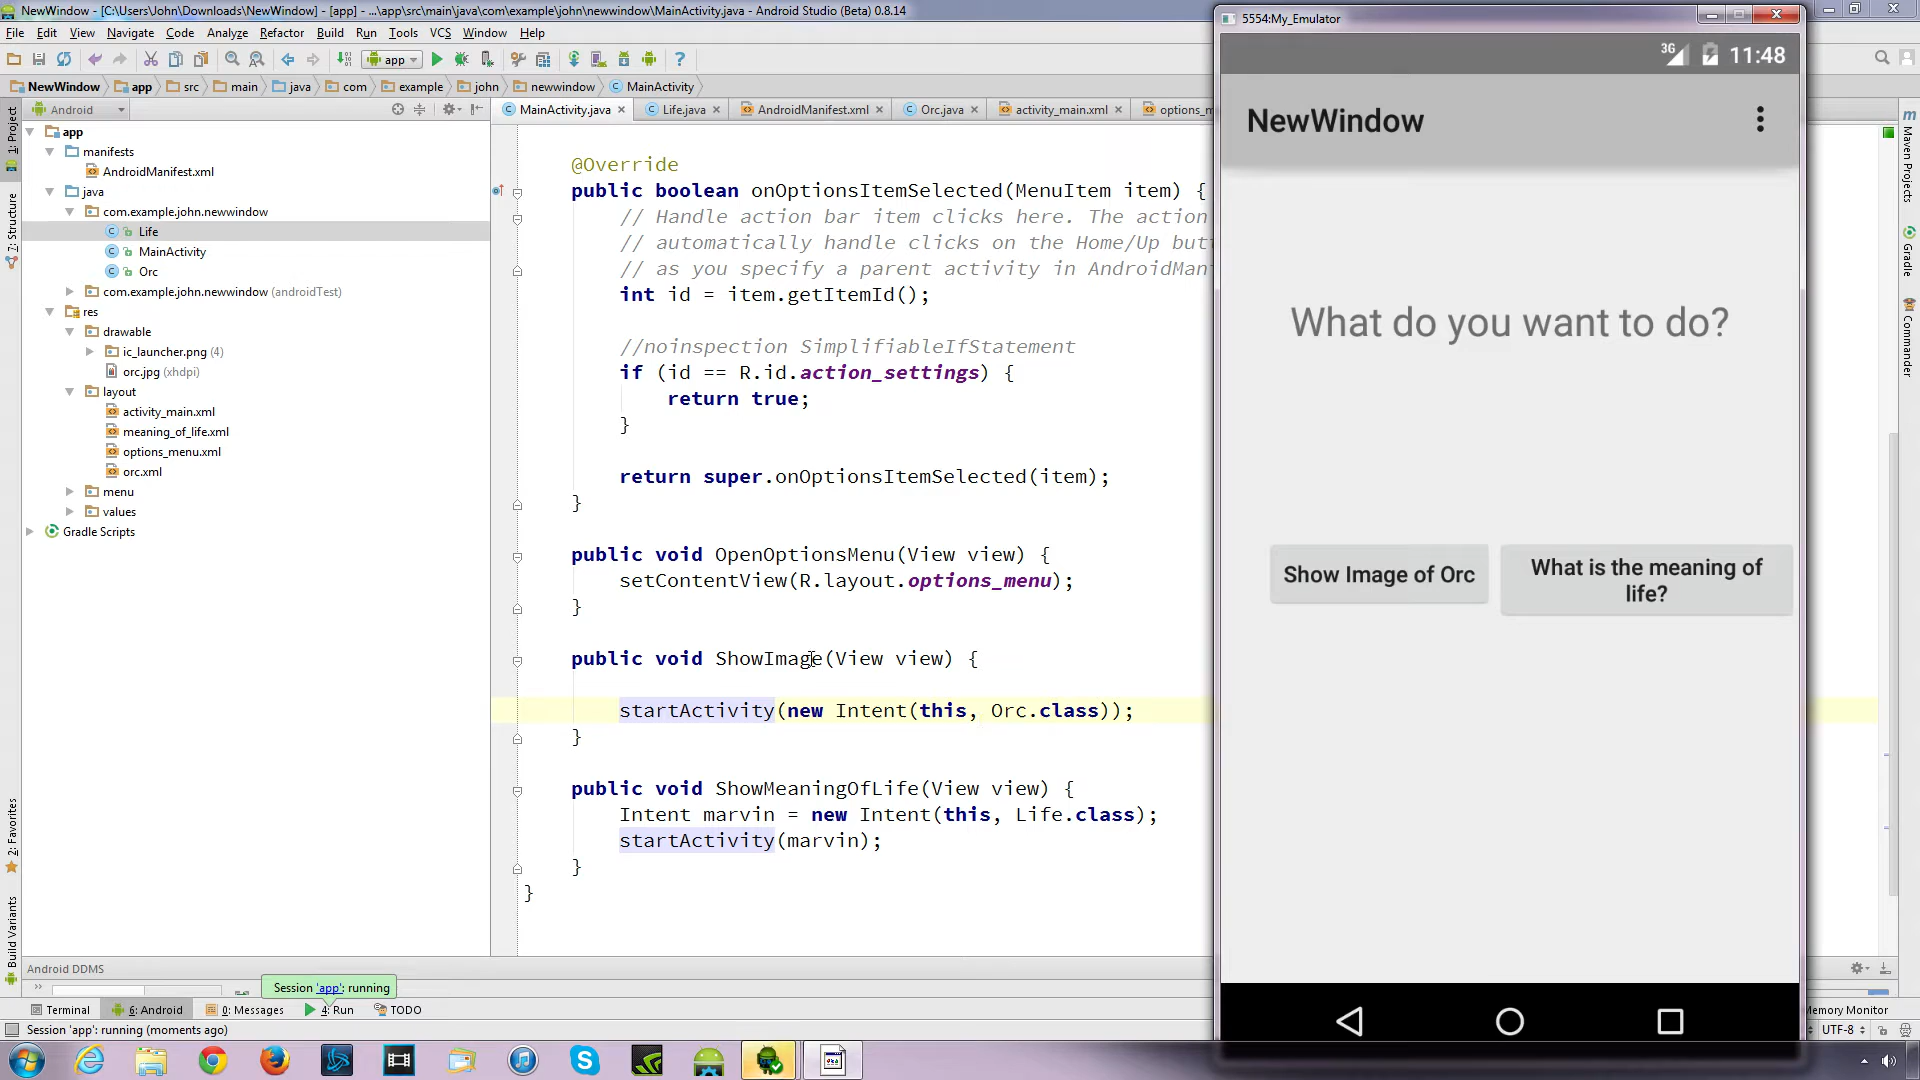 NewWindow - [C:\Users\John\Downloads\NewWindow] - [app] - ...\app\src\main\java\com\example\john\newwindow\MainActivity.java - Android Studio (Beta) 0.8.14
File Edit View Navigate Code Analyze Refactor Build Run Tools VCS Window Help
app
NewWindow app src main java com example john newwindow MainActivity
Android
MainActivity.java Life.java AndroidManifest.xml Orc.java activity_main.xml options_m
1: Project
7: Structure
2: Favorites
Build Variants
app
manifests
AndroidManifest.xml
java
com.example.john.newwindow
Life
MainActivity
Orc
com.example.john.newwindow (androidTest)
res
drawable
ic_launcher.png (4)
orc.jpg (xhdpi)
layout
activity_main.xml
meaning_of_life.xml
options_menu.xml
orc.xml
menu
values
Gradle Scripts
@Override
public boolean onOptionsItemSelected(MenuItem item) {
// Handle action bar item clicks here. The action
// automatically handle clicks on the Home/Up but
// as you specify a parent activity in AndroidMani
int id = item.getItemId();
//noinspection SimplifiableIfStatement
if (id == R.id.action_settings) {
return true;
}
return super.onOptionsItemSelected(item);
}
public void OpenOptionsMenu(View view) {
setContentView(R.layout.options_menu);
}
public void ShowImage(View view) {
startActivity(new Intent(this, Orc.class));
}
public void ShowMeaningOfLife(View view) {
Intent marvin = new Intent(this, Life.class);
startActivity(marvin);
}
}
5554:My_Emulator
3G 11:48
NewWindow
What do you want to do?
Show Image of Orc
What is the meaning of
life?
m
Maven Projects
Gradle
Commander
Android DDMS
Session 'app': running
Terminal 6: Android 0: Messages 4: Run TODO
Memory Monitor
Session 'app': running (moments ago)
UTF-8